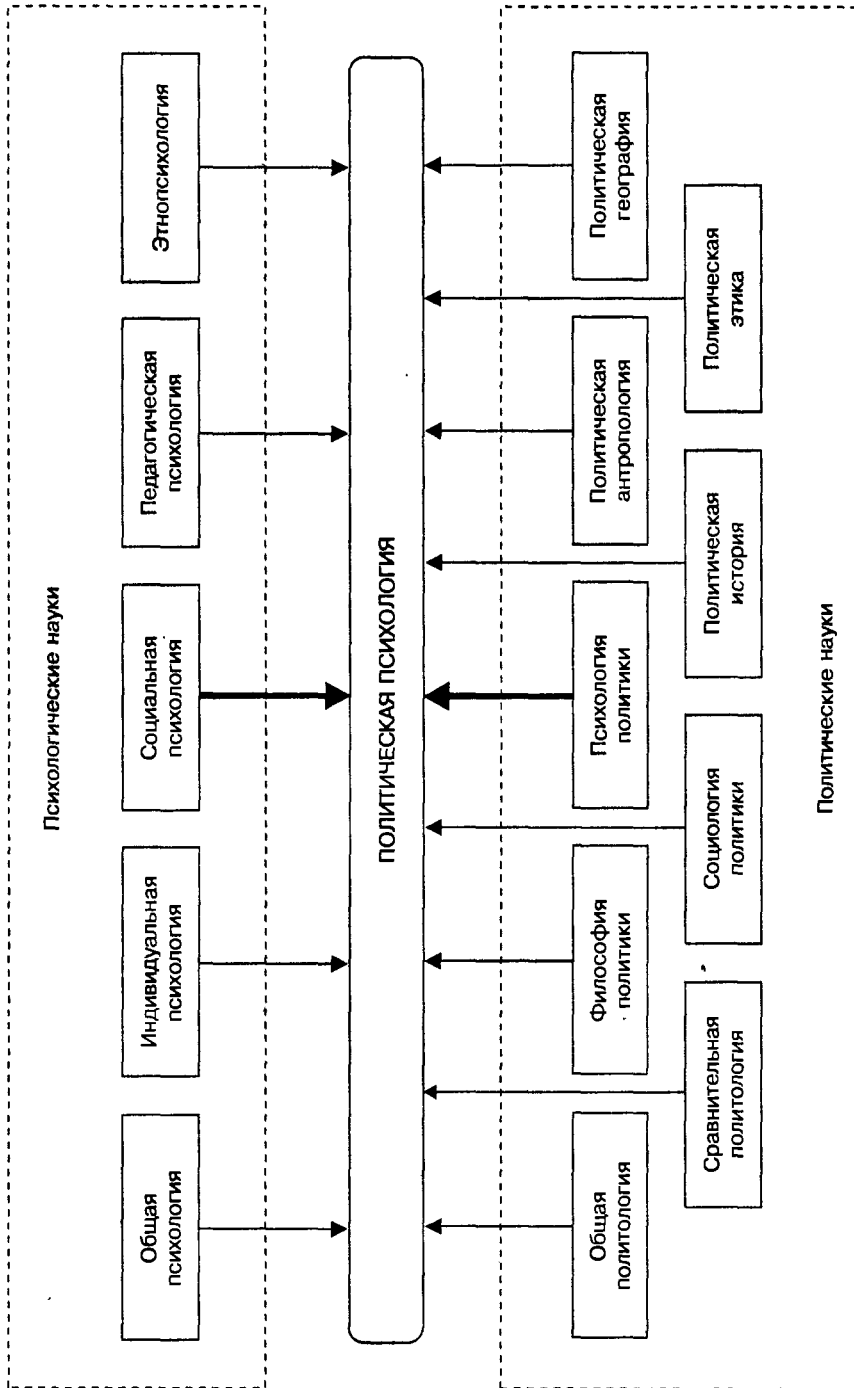 Психологические науки
Общая
психология
Индивидуальная
психология
Социальная
психология
Педагогическая
психология
Этнопсихология
ПОЛИТИЧЕСКАЯ ПСИХОЛОГИЯ
Общая
политология
Философия
политики
Психология
политики
Политическая
антропология
Политическая
география
Сравнительная
политология
Социология
политики
Политическая
история
Политическая
этика
Политические науки